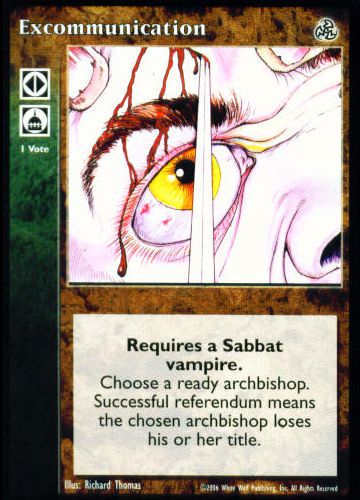 Excommunication
1 Vote
Requires a Sabbat
vampire.
Choose a ready archbishop.
Successful referendum means
the chosen archbishop loses
his or her title.
Illus: Richard Thomas
©2006 White Wolf Publishing, Inc. All Rights Reserved